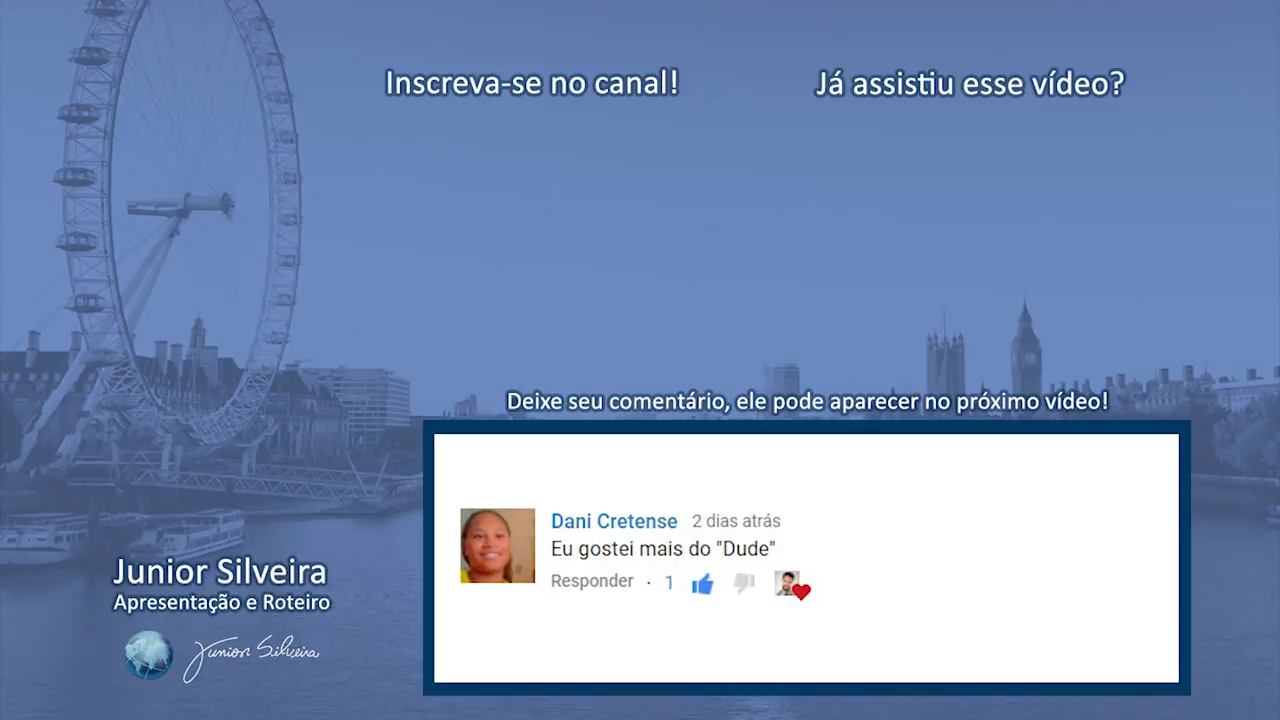 Inscreva-se no canal!
Já assistiu esse vídeo?
Deixe seu comentário, ele pode aparecer no próximo vídeo!
Dani Cretense 2 dias atrás
Eu gostei mais do "Dude"
Responder · 1
Junior Silveira
Apresentação e Roteiro
Junior Silveira